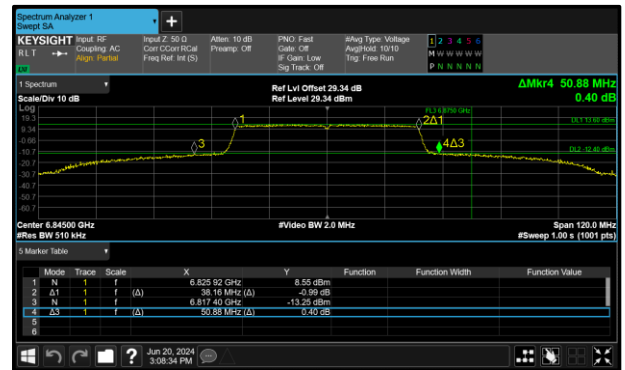 Spectrum Analyzer 1
Swept SA
+
KEYSIGHT Input: RF Input Z: 50 Ω Atten: 10 dB PNO: Fast #Avg Type: Voltage 1 2 3 4 5 6
RLT Coupling: AC Corr CCorr RCal Preamp: Off Gate: Off Avg|Hold: 10/10 M W W W W W
Align: Partial Freq Ref: Int (S) IF Gain: Low Trig: Free Run
Sig Track: Off P N N N N N
1 Spectrum
Ref Lvl Offset 29.34 dB ΔMkr4 50.88 MHz
Scale/Div 10 dB Ref Level 29.34 dBm 0.40 dB
Log
19.3
9.34
-0.66
-10.7
-20.7
-30.7
-40.7
-50.7
-60.7
1
2Δ1
3
4Δ3
DL1 13.60 dBm
DL2 -12.40 dBm
Center 6.84500 GHz #Video BW 2.0 MHz Span 120.0 MHz
#Res BW 510 kHz #Sweep 1.00 s (1001 pts)
5 Marker Table
Mode Trace Scale X Y Function Function Width Function Value
1 N 1 f 6.825 92 GHz 8.55 dBm
2 Δ1 1 f (Δ) 38.16 MHz (Δ) -0.99 dB
3 N 1 f 6.817 40 GHz -13.25 dBm
4 Δ3 1 f (Δ) 50.88 MHz (Δ) 0.40 dB
5
6
? Jun 20, 2024
3:08:34 PM